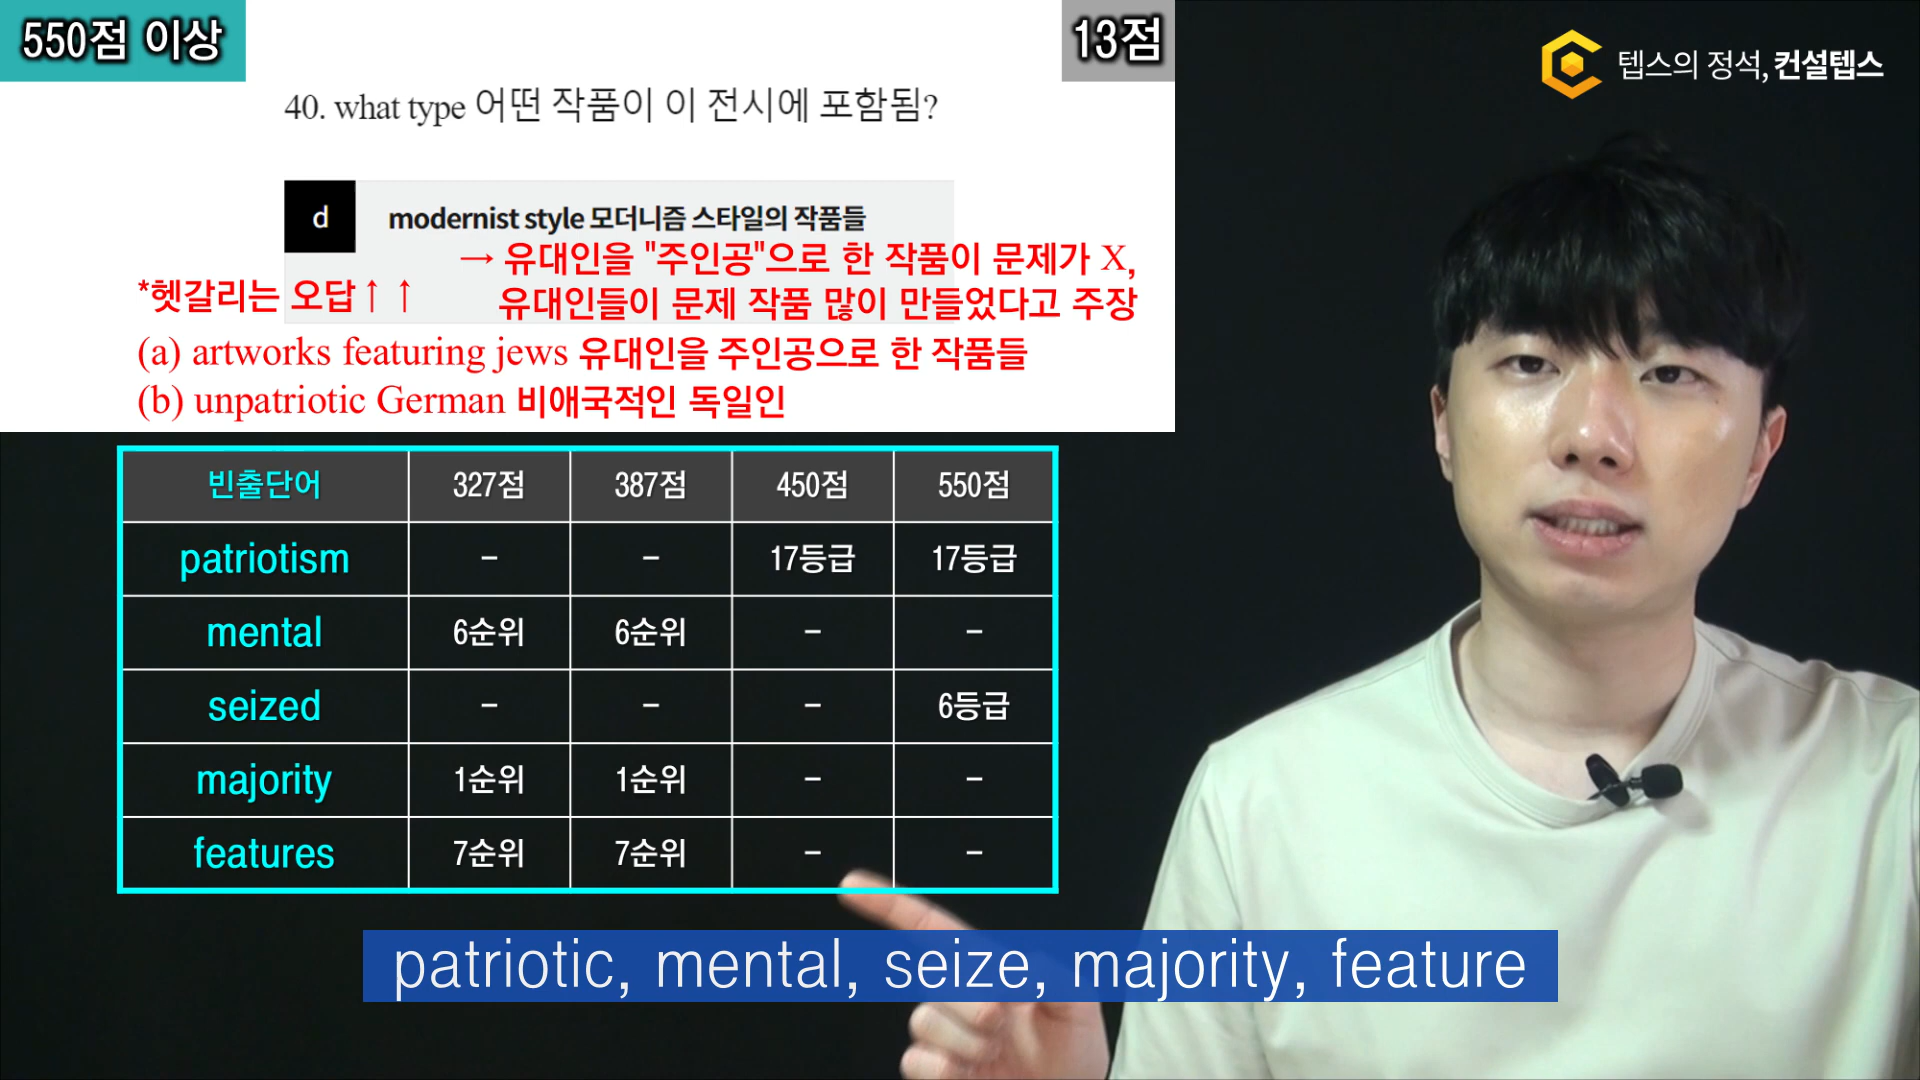 550점 이상
13점
텝스의 정석, 컨설텝스
40. what type 어떤 작품이 이 전시에 포함됨?
d
modernist style 모더니즘 스타일의 작품들
→ 유대인을 "주인공"으로 한 작품이 문제가 X,
*헷갈리는 오답↑↑
유대인들이 문제 작품 많이 만들었다고 주장
(a) artworks featuring jews 유대인을 주인공으로 한 작품들
(b) unpatriotic German 비애국적인 독일인
빈출단어 327점 387점 450점 550점
patriotism - - 17등급 17등급
mental 6순위 6순위 - -
seized - - - 6등급
majority 1순위 1순위 - -
features 7순위 7순위 - -
patriotic, mental, seize, majority, feature